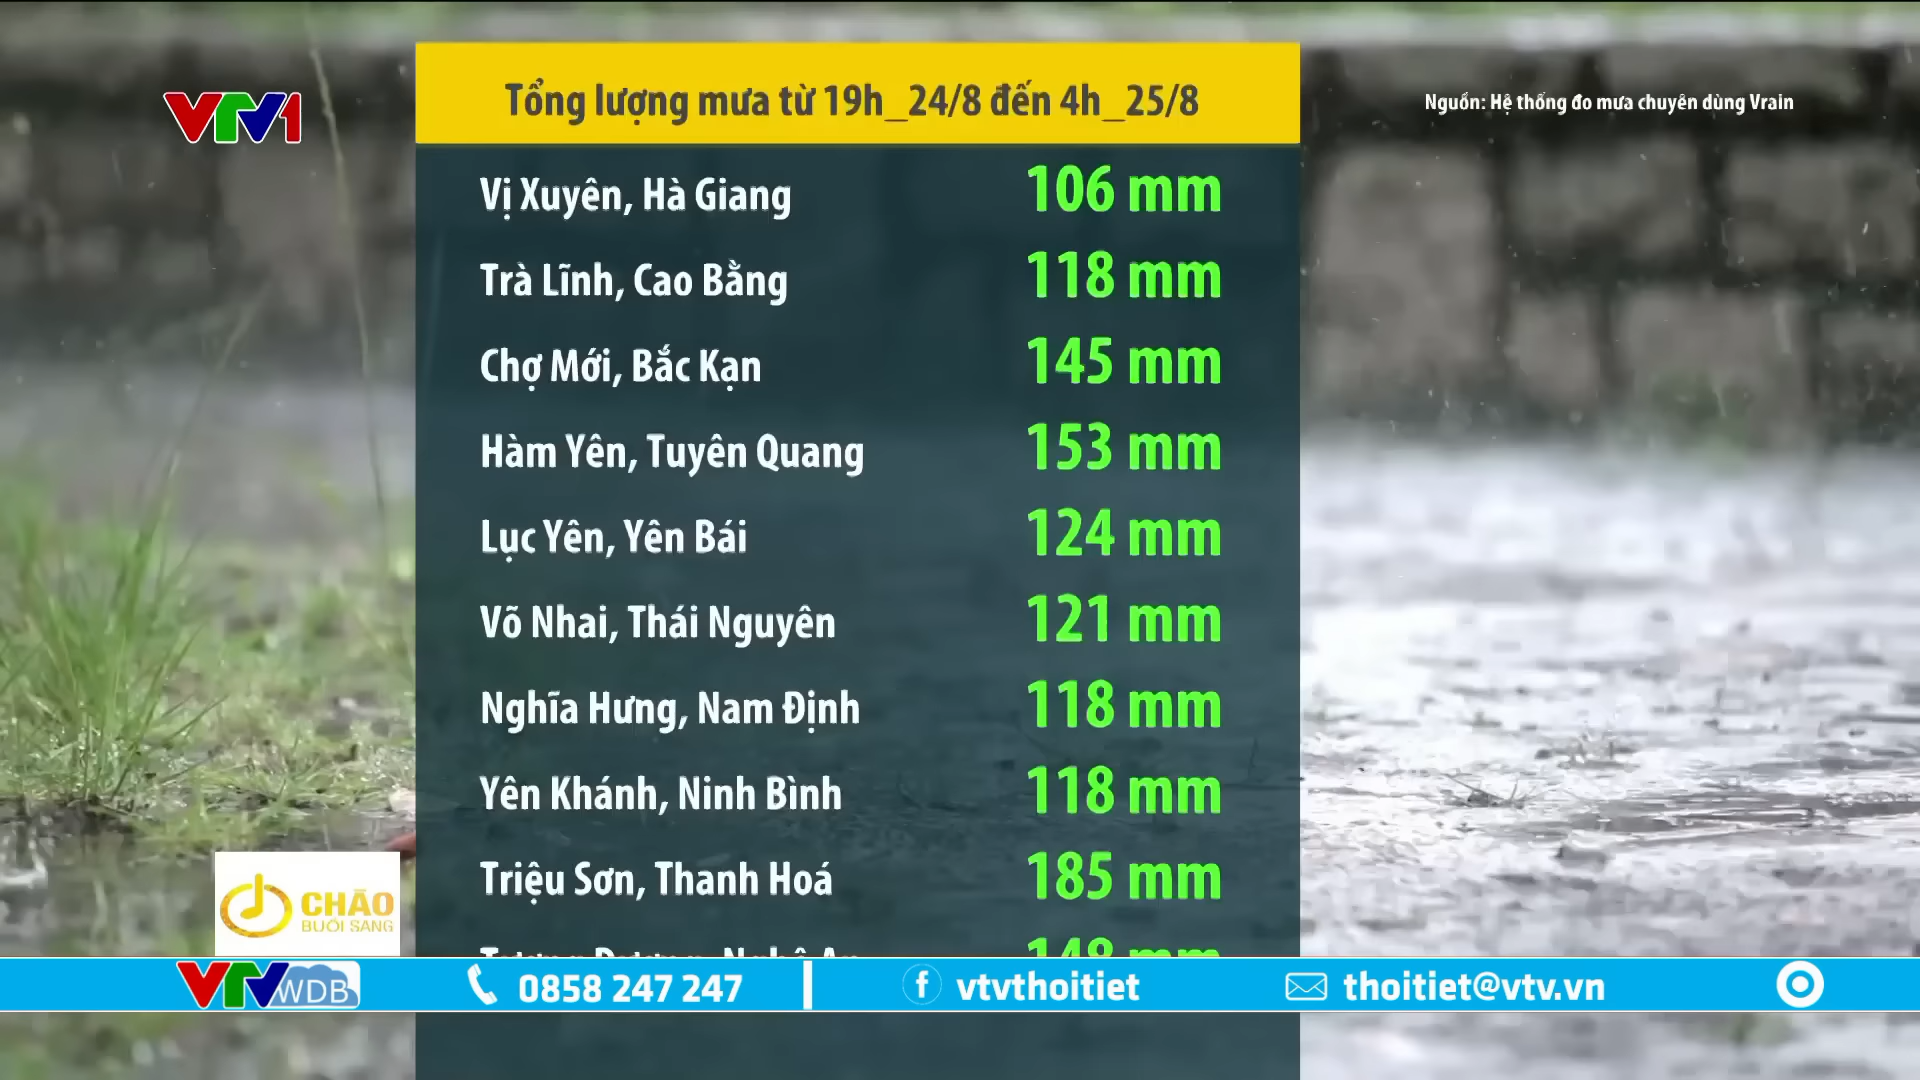 Tổng lượng mưa từ 19h_24/8 đến 4h_25/8
VTV1
Nguồn: Hệ thống đo mưa chuyên dùng Vrain
Vị Xuyên, Hà Giang 106 mm
Trà Lĩnh, Cao Bằng 118 mm
Chợ Mới, Bắc Kạn 145 mm
Hàm Yên, Tuyên Quang 153 mm
Lục Yên, Yên Bái 124 mm
Võ Nhai, Thái Nguyên 121 mm
Nghĩa Hưng, Nam Định 118 mm
Yên Khánh, Ninh Bình 118 mm
Triệu Sơn, Thanh Hoá 185 mm
CHÀO
BUỔI SÁNG
148 mm
VTV WDB 0858 247 247 vtvthoitiet thoitiet@vtv.vn